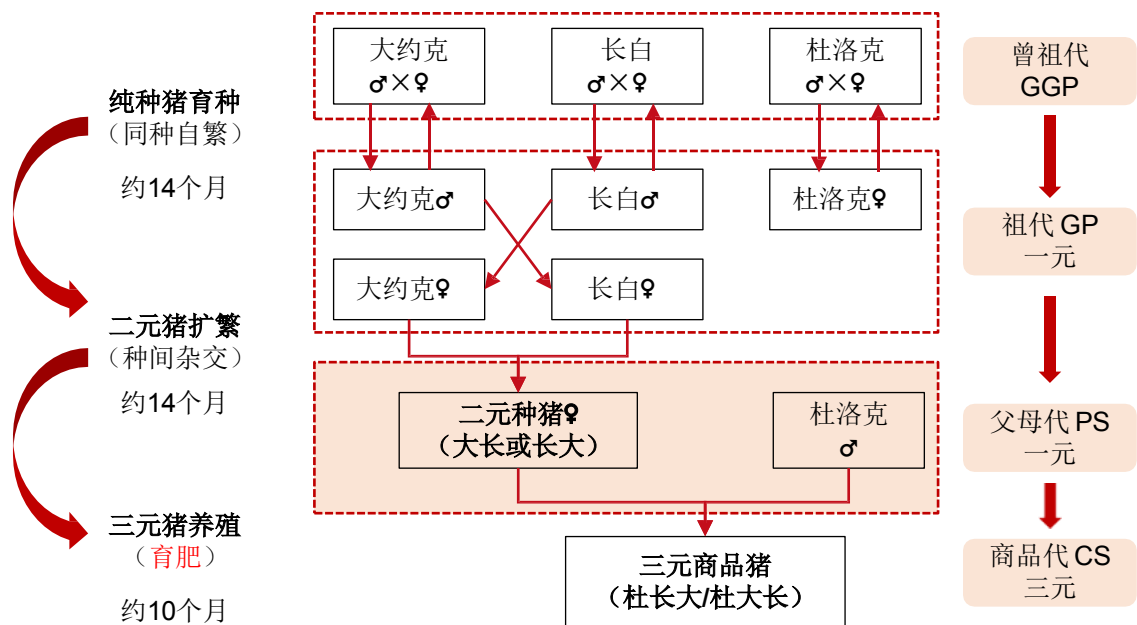 大约克
♂×♀
长白
♂×♀
杜洛克
♂×♀
曾祖代
GGP
纯种猪育种
（同种自繁）
约14个月
大约克♂
长白♂
杜洛克♀
祖代 GP
一元
大约克♀
长白♀
二元猪扩繁
（种间杂交）
约14个月
二元种猪♀
（大长或长大）
杜洛克
♂
父母代 PS
一元
三元猪养殖
（育肥）
约10个月
三元商品猪
（杜长大/杜大长）
商品代 CS
三元